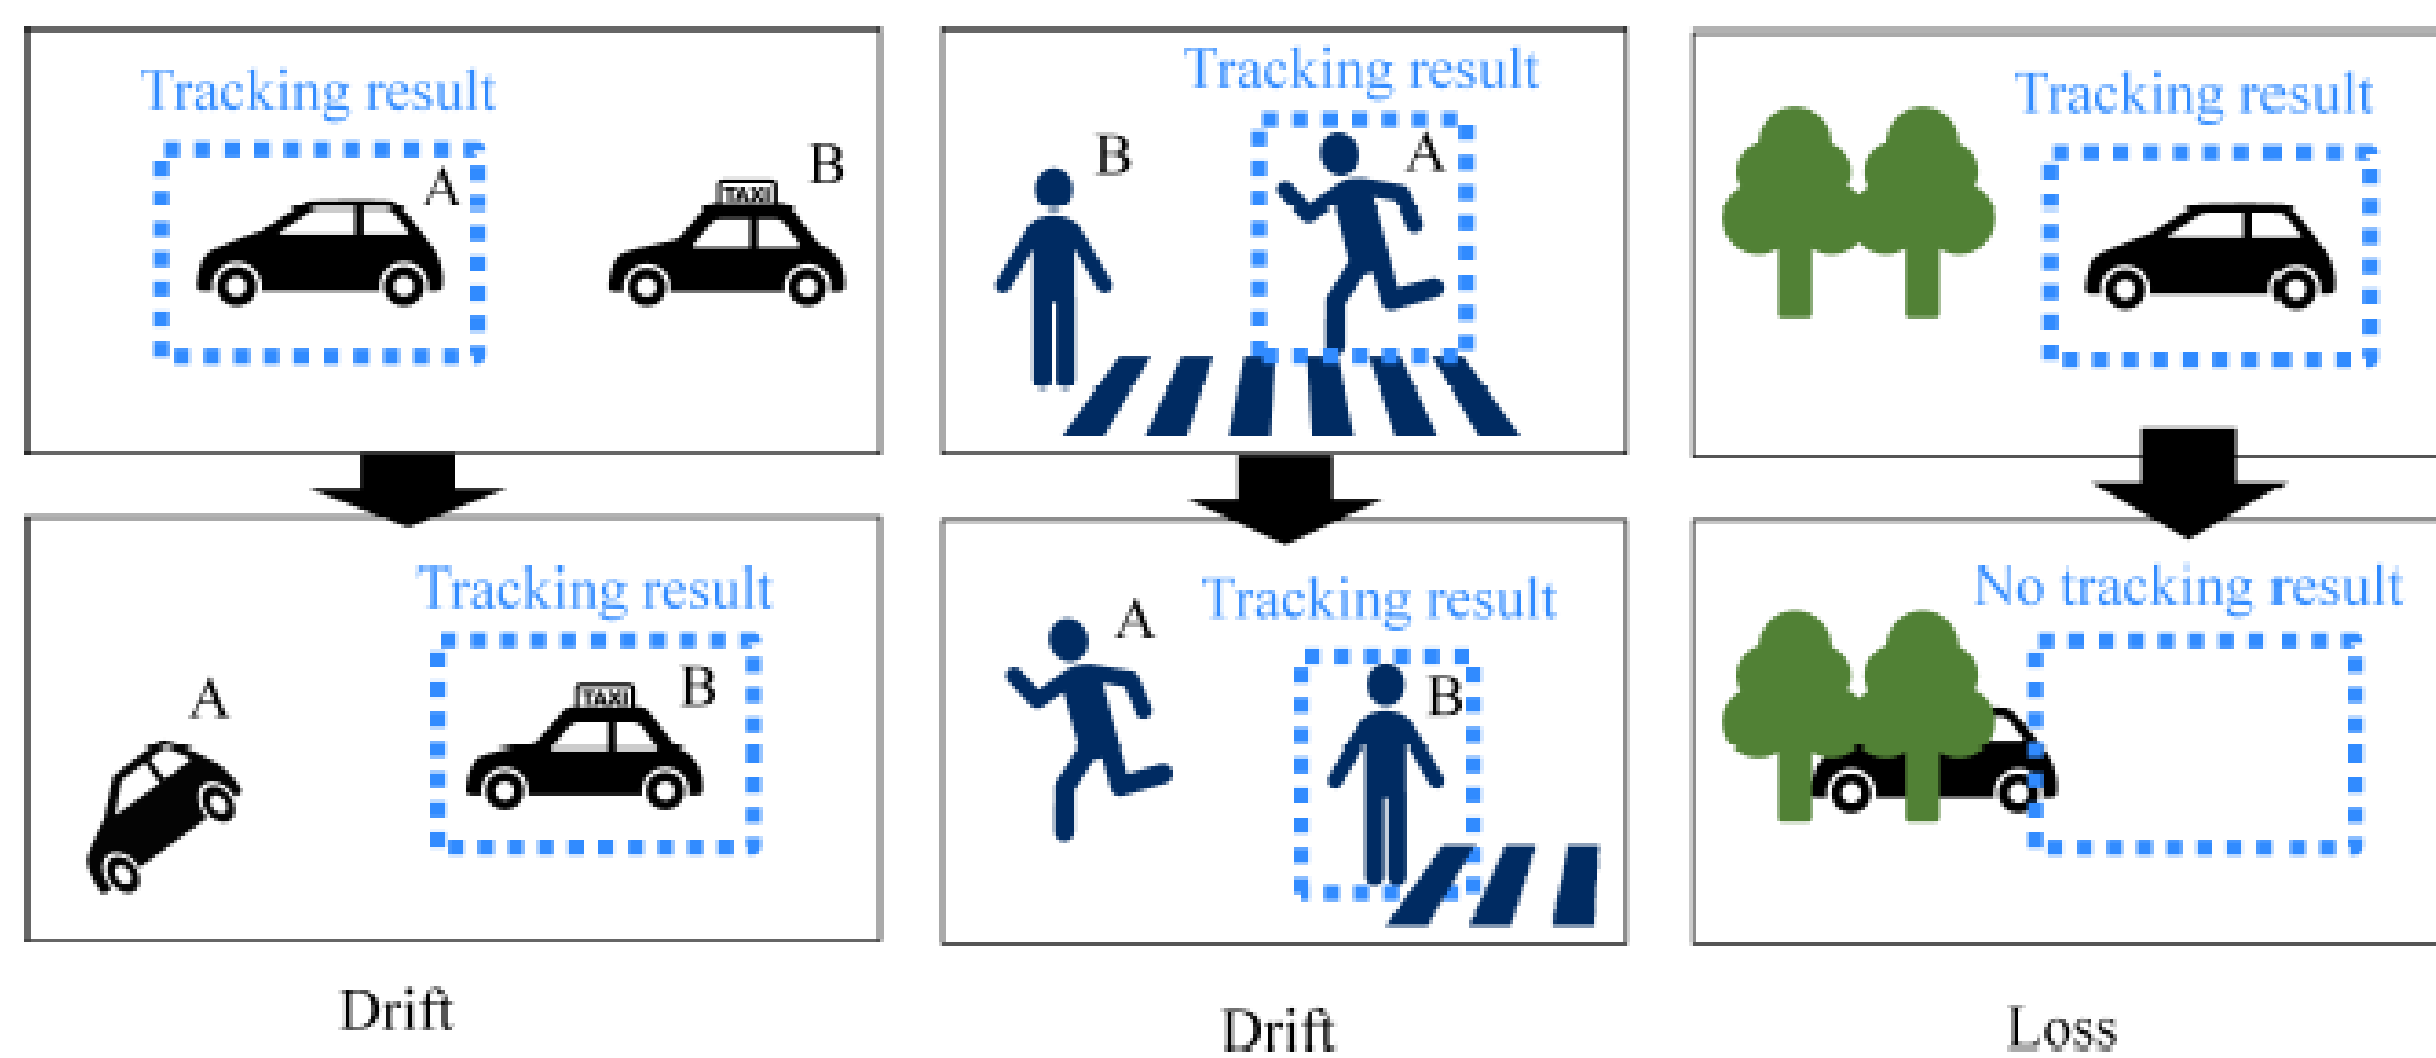 Tracking result
A
TAXI
B
Tracking result
B
A
Tracking result
Tracking result
A
TAXI
B
Tracking result
A
B
No tracking result
Drift
Drift
Loss